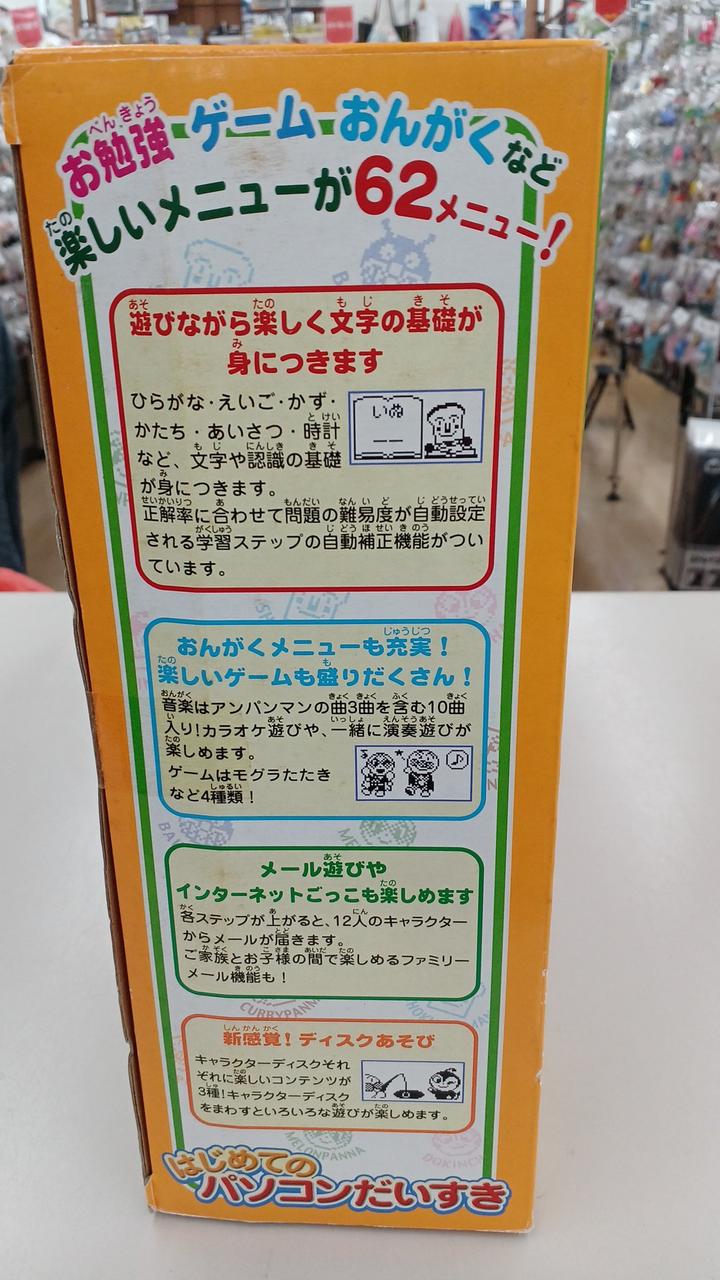 お勉強 ゲーム おんがくなど
楽しいメニューが62メニュー!
遊びながら楽しく文字の基礎が
身につきます
ひらがな・えいご・かず・
かたち・あいさつ・時計
など、文字や認識の基礎
が身につきます。
正解率に合わせて問題の難易度が自動設定
される学習ステップの自動補正機能がつい
ています。
いぬ
おんがくメニューも充実!
楽しいゲームも盛りだくさん!
音楽はアンパンマンの曲3曲を含む10曲
入り!カラオケ遊びや、一緒に演奏遊びが
楽しめます。
ゲームはモグラたたき
など4種類!
メール遊びや
インターネットごっこも楽しめます
各ステップが上がると、12人のキャラクター
からメールが届きます。
ご家族とお子様の間で楽しめるファミリー
メール機能も!
CURRYPANMA
新感覚!ディスクあそび
キャラクターディスクそれ
ぞれに楽しいコンテンツが
3種!キャラクターディスク
をまわすといろいろな遊びが楽しめます。
MELONPANNA
DOKINCH
はじめての
パソコンだいすき